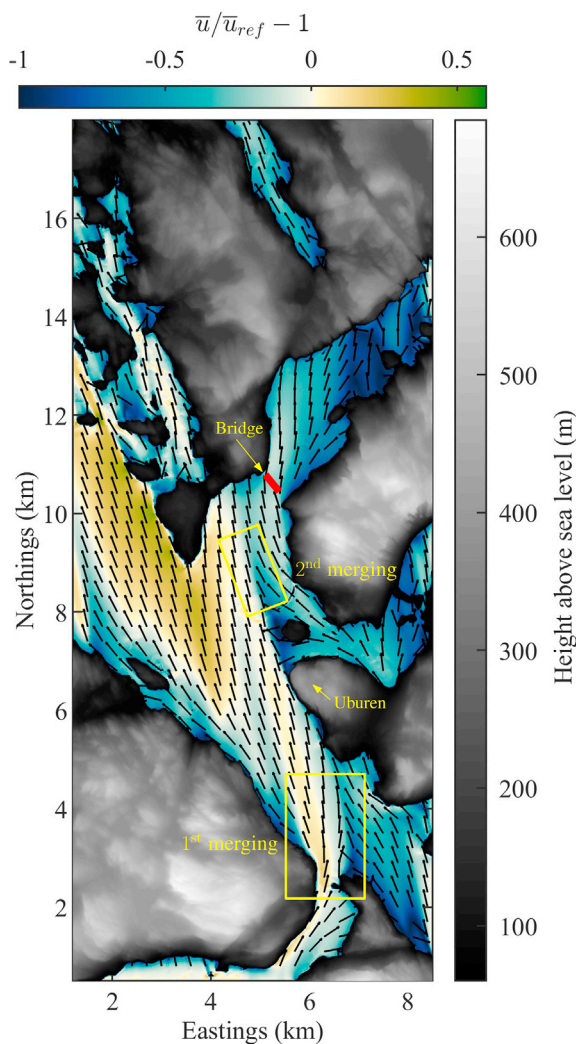 u̅/u̅ref − 1
-1 -0.5 0 0.5
16
14
12
10
8
6
4
2
Northings (km)
2 4 6 8
Eastings (km)
Bridge
2nd merging
Uburen
1st merging
600
500
400
300
200
100
Height above sea level (m)